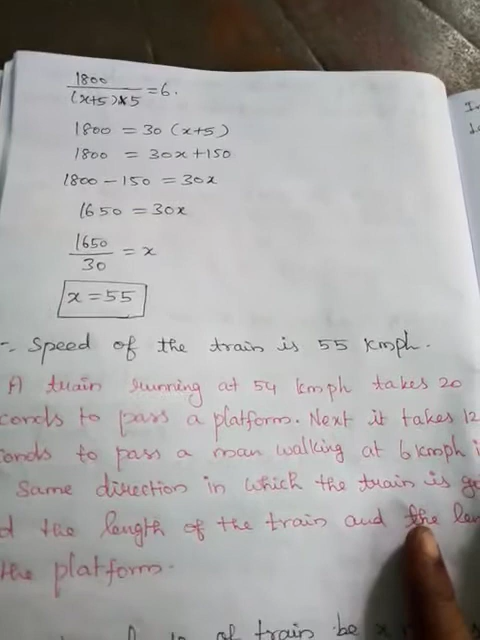 1800
(x+5)×5 =6.
1800 = 30 (x+5)
1800 = 30x+150
1800-150 = 30x
1650 = 30x
1650
30 = x
x = 55
∴ Speed of the train is 55 kmph.
A train running at 54 kmph takes 20
conds to pass a platform. Next it takes 12
onds to pass a man walking at 6 kmph i
Same direction in which the train is go
d the length of the train and the len
the platform.
of train be x